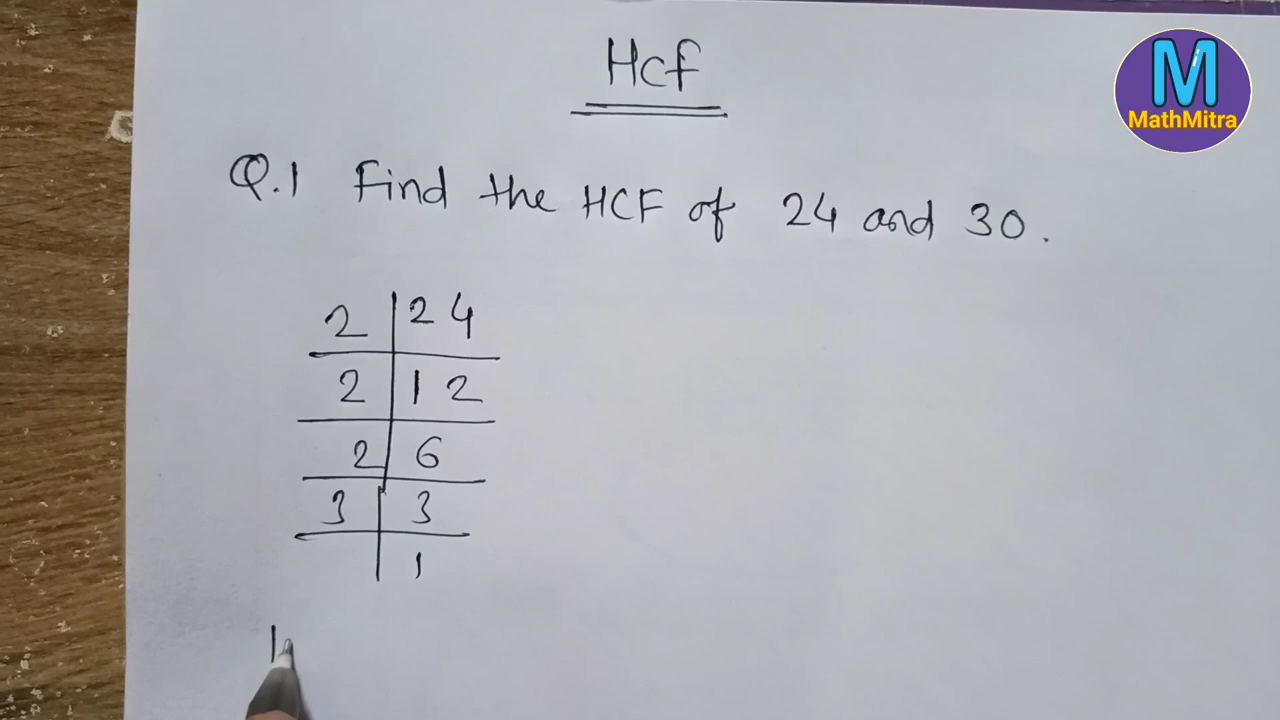 Hcf
M
MathMitra
Q.1 Find the HCF of 24 and 30.
2 | 24
2 | 12
2 | 6
3 | 3
| 1